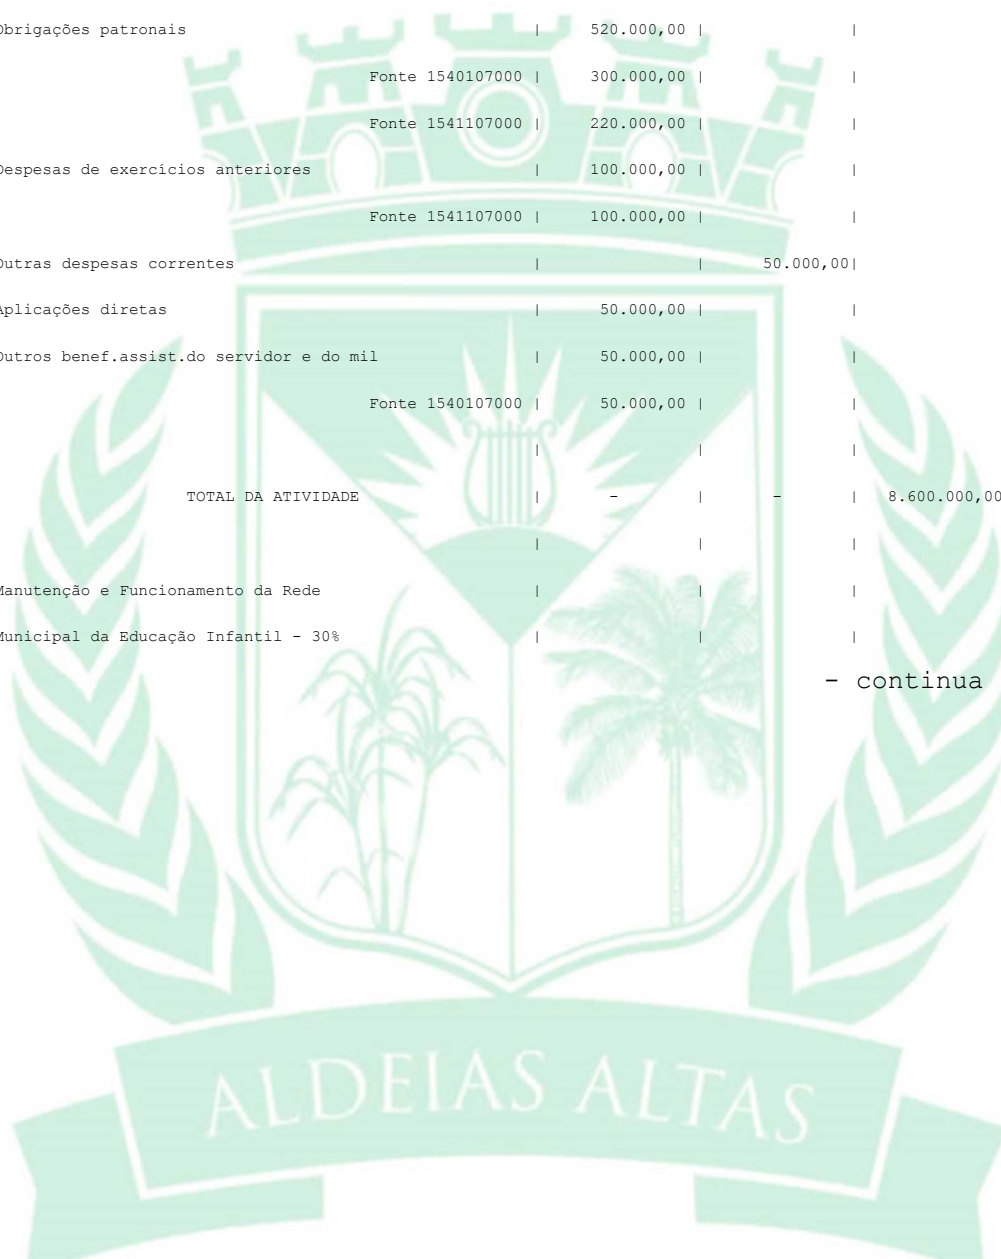 Obrigações patronais | 520.000,00 | |
Fonte 1540107000 | 300.000,00 | |
Fonte 1541107000 | 220.000,00 | |
Despesas de exercícios anteriores | 100.000,00 | |
Fonte 1541107000 | 100.000,00 | |
Outras despesas correntes | | 50.000,00|
Aplicações diretas | 50.000,00 | |
Outros benef.assist.do servidor e do mil | 50.000,00 | |
Fonte 1540107000 | 50.000,00 | |
| | |
TOTAL DA ATIVIDADE | - | - | 8.600.000,00
| | |
Manutenção e Funcionamento da Rede | | |
Municipal da Educação Infantil - 30% | | |
- continua
ALDEIAS ALTAS